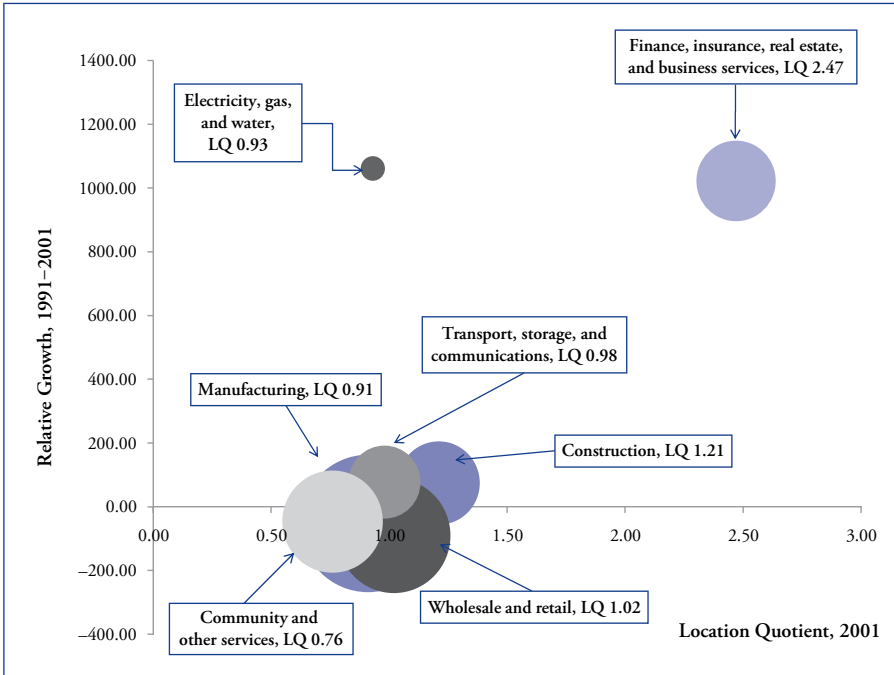 Finance, insurance, real estate,
and business services, LQ 2.47
Electricity, gas,
and water,
LQ 0.93
Transport, storage, and
communications, LQ 0.98
Manufacturing, LQ 0.91
Construction, LQ 1.21
Wholesale and retail, LQ 1.02
Community and
other services, LQ 0.76
Relative Growth, 1991–2001
1400.00
1200.00
1000.00
800.00
600.00
400.00
200.00
0.00
–200.00
–400.00
0.00 0.50 1.00 1.50 2.00 2.50 3.00
Location Quotient, 2001